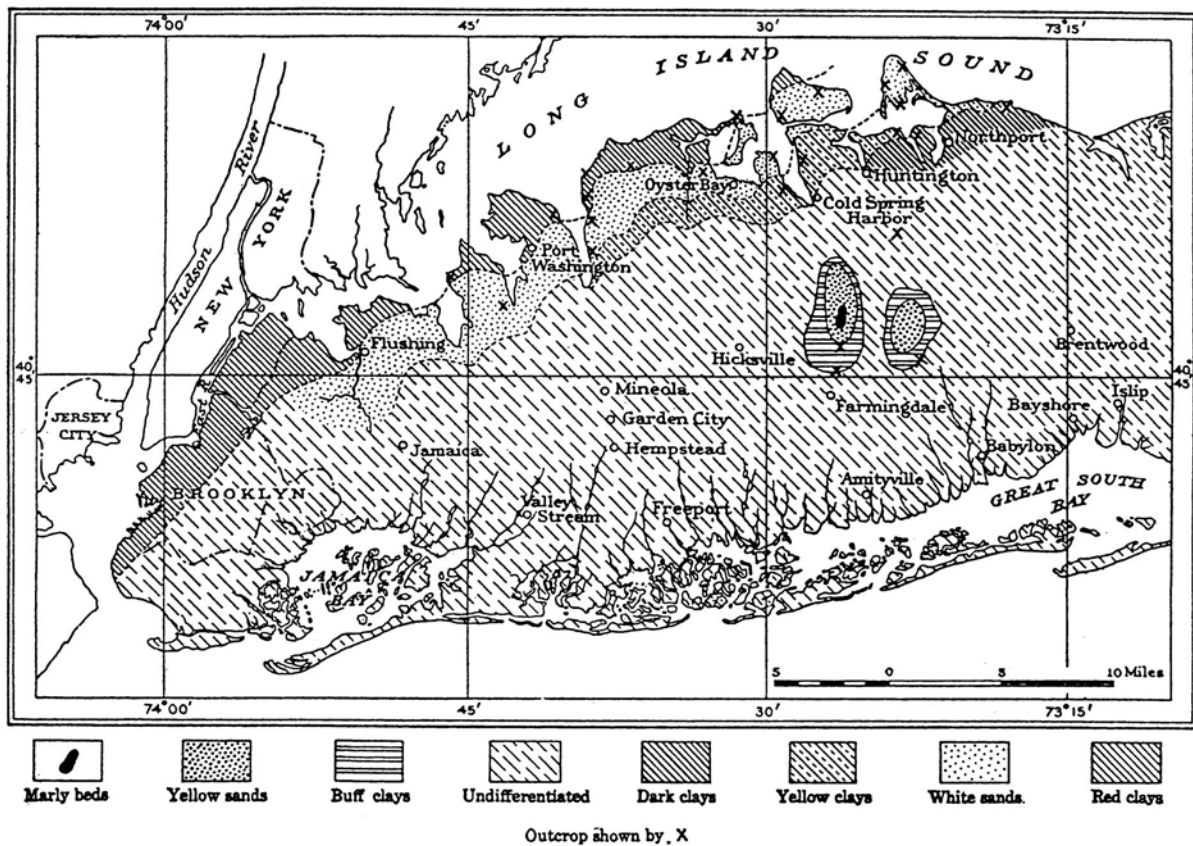 74°00′ 45′ 30′ 73°15′
LONG ISLAND SOUND
Hudson River
NEW YORK
Northport
Oyster Bay
Huntington
Cold Spring
Harbor
Port
Washington
Flushing
Hicksville
Brentwood
40°
45′
40°
45′
Mineola
Islip
JERSEY
CITY
East R.
Garden City
Farmingdale
Bayshore
Jamaica
Hempstead
Babylon
BROOKLYN
Amityville
Valley
Stream
Freeport
GREAT SOUTH
BAY
JAMAICA
BAY
5 0 5 10 Miles
74°00′ 45′ 30′ 73°15′
Marly beds
Yellow sands
Buff clays
Undifferentiated
Dark clays
Yellow clays
White sands.
Red clays
Outcrop shown by . X